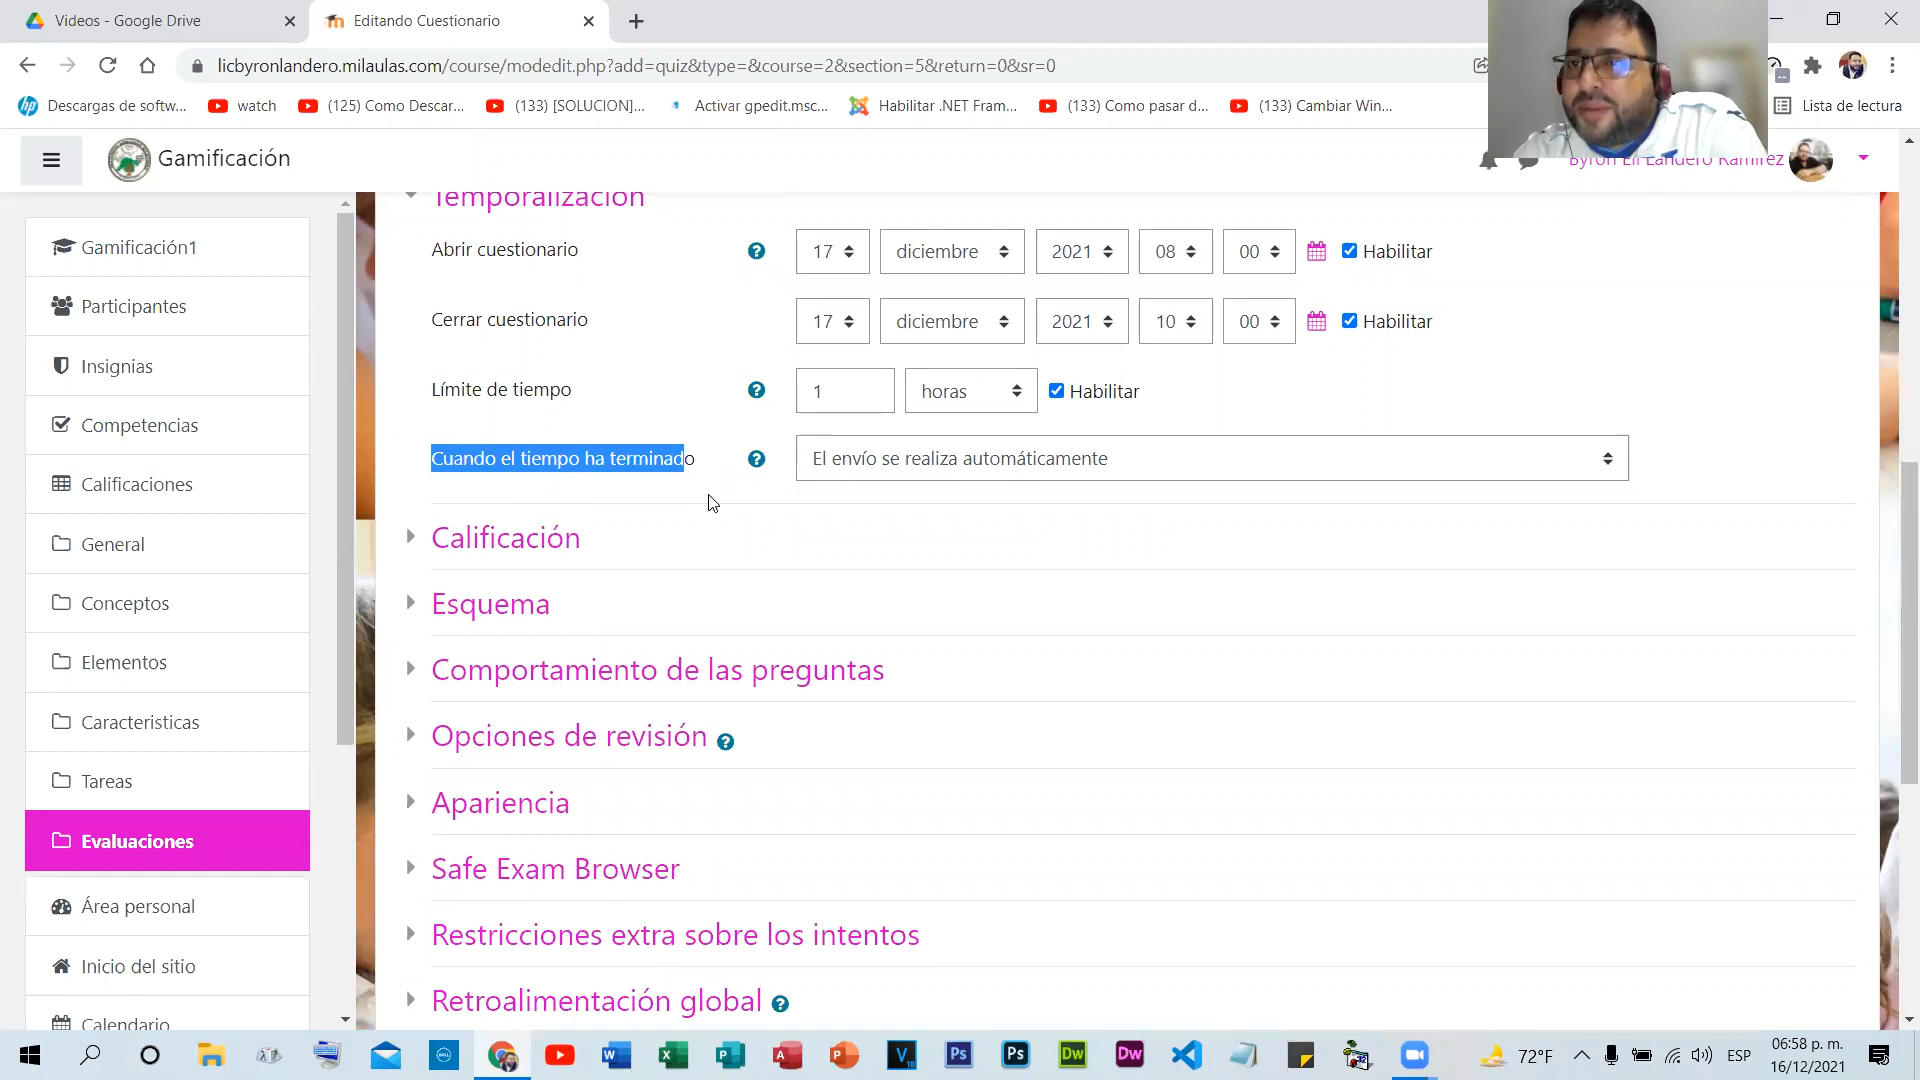 Videos - Google Drive
Editando Cuestionario
licbyronlandero.milaulas.com/course/modedit.php?add=quiz&type=&course=2&section=5&return=0&sr=0
Descargas de softw...
watch
(125) Como Descar...
(133) [SOLUCION]...
Activar gpedit.msc...
Habilitar .NET Fram...
(133) Como pasar d...
(133) Cambiar Win...
Lista de lectura
Gamificación
Byron Eli Landero Ramirez
Gamificación1
Participantes
Insignias
Competencias
Calificaciones
General
Conceptos
Elementos
Caracteristicas
Tareas
Evaluaciones
Área personal
Inicio del sitio
Calendario
Temporalización
Abrir cuestionario
17 diciembre 2021 08 00 Habilitar
Cerrar cuestionario
17 diciembre 2021 10 00 Habilitar
Límite de tiempo
1 horas Habilitar
Cuando el tiempo ha terminado
El envío se realiza automáticamente
Calificación
Esquema
Comportamiento de las preguntas
Opciones de revisión
Apariencia
Safe Exam Browser
Restricciones extra sobre los intentos
Retroalimentación global
72°F
ESP
06:58 p. m.
16/12/2021